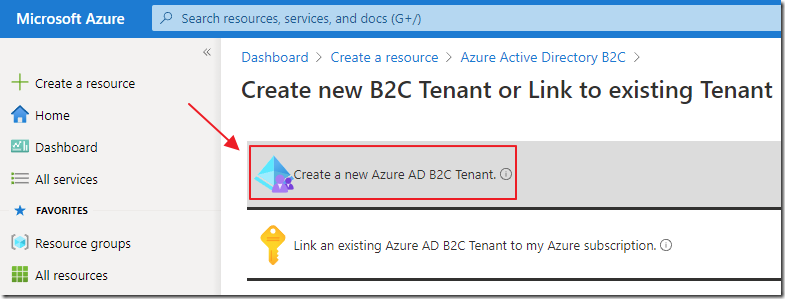 Microsoft Azure
Search resources, services, and docs (G+/)
«
Create a resource
Home
Dashboard
All services
FAVORITES
Resource groups
All resources
Dashboard > Create a resource > Azure Active Directory B2C >
Create new B2C Tenant or Link to existing Tenant
Create a new Azure AD B2C Tenant.
Link an existing Azure AD B2C Tenant to my Azure subscription.